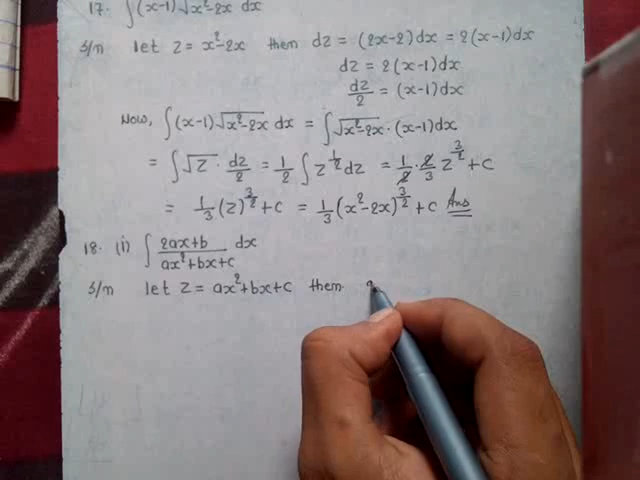 17. ∫(x-1)√x²-2x dx
S/n let z = x²-2x then dz = (2x-2)dx = 2(x-1)dx
dz = 2(x-1)dx
dz/2 = (x-1)dx
Now, ∫(x-1)√x²-2x dx = ∫√x²-2x · (x-1)dx
= ∫√z · dz/2 = 1/2 ∫ z^1/2 dz = 1/2 · 2/3 z^3/2 + c
= 1/3 (z)^3/2 + c = 1/3 (x²-2x)^3/2 + c Ans
18. (i) ∫ 2ax+b / ax²+bx+c dx
S/n let z = ax²+bx+c then